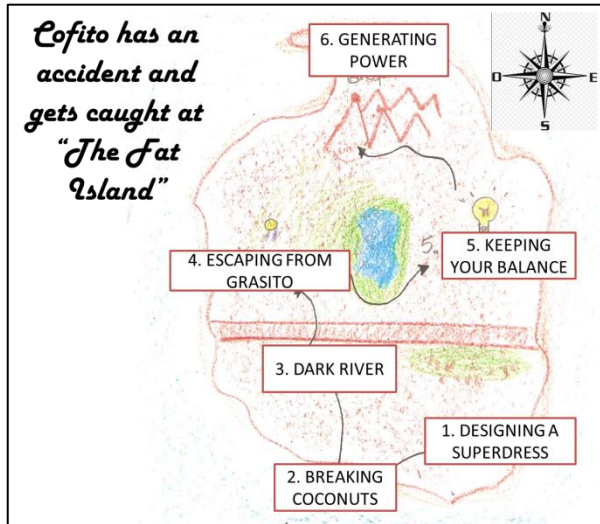 Cofito has an
accident and
gets caught at
"The Fat
Island"
6. GENERATING
POWER
N
O
E
S
5.
5. KEEPING
YOUR BALANCE
4. ESCAPING FROM
GRASITO
3. DARK RIVER
1. DESIGNING A
SUPERDRESS
2. BREAKING
COCONUTS